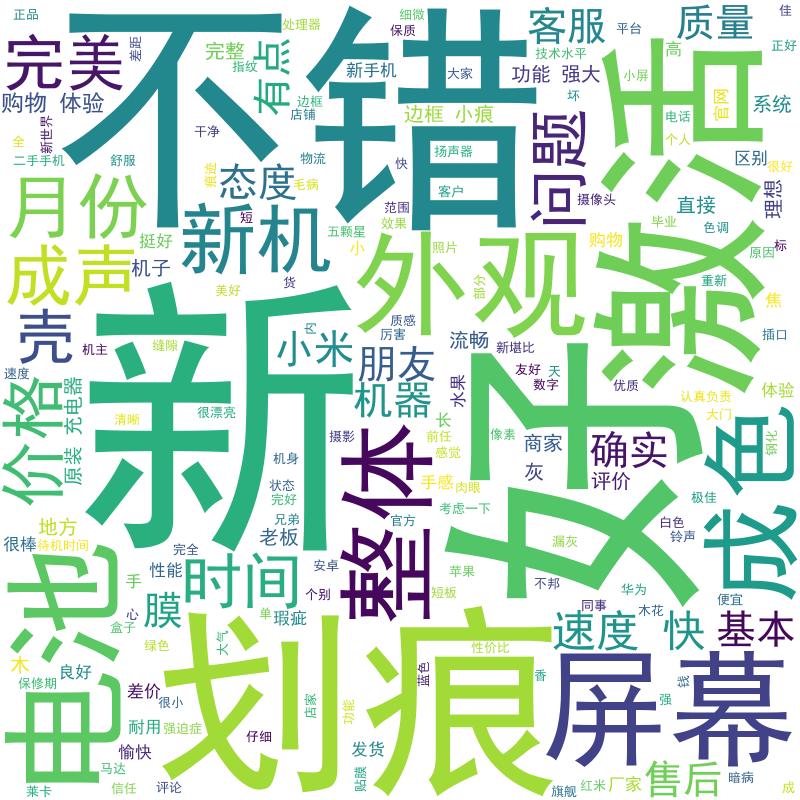 正品
处理器
细微
保质
客服
质量
佳
完美
差距
完整
指纹
有点
不错
技术水平
平台
高
正好
购物 体验
新手机
大家
功能 强大
小屏
活
官网
系统
边框
店铺
边框 小痕
坏
电话
新世界
干净
问题
个人
全
二手手机
舒服
物流
快
扬声器
区别
很好
痕迹
态度
毛病
客户
摄像头
理想
月份
短
范围
直接
新机
五颗星
效果
毕业
色调
标
挺好
小
照片
外观
购物
原因
成声
机子
货
部分
激
重新
美好
焦
壳
新
内
质感
厉害
流畅
插口
机主
缝隙
小米
新堪比
速度
朋友
友好
天
数字
优质
体验
价格
充电器
水果
好
女
认真负责
大门
清晰
很漂亮
机器
长
成色
钢化
原装
摄影
整体
前任
感觉
像素
商家
确实
机身
灰
评价
状态
手感
肉眼
完好
极佳
地方
兄弟
官方
考虑一下
白色
很棒
待机时间
老板
漏灰
铃声
完全
安卓
电池
性能
时间
苹果
不邦
华为
手
个别
短板
便宜
膜
心
单
瑕疵
同事
木花
盒子
划痕
速度 快
基本
绿色
大气
性价比
木
良好
屏幕
保修期
差价
蓝色
香
钱
很小
店家
耐用
强迫症
功能
强
仔细
愉快
发货
马达
售后
暗病
莱卡
信任
评论
贴膜
旗舰
红米
厂家
成